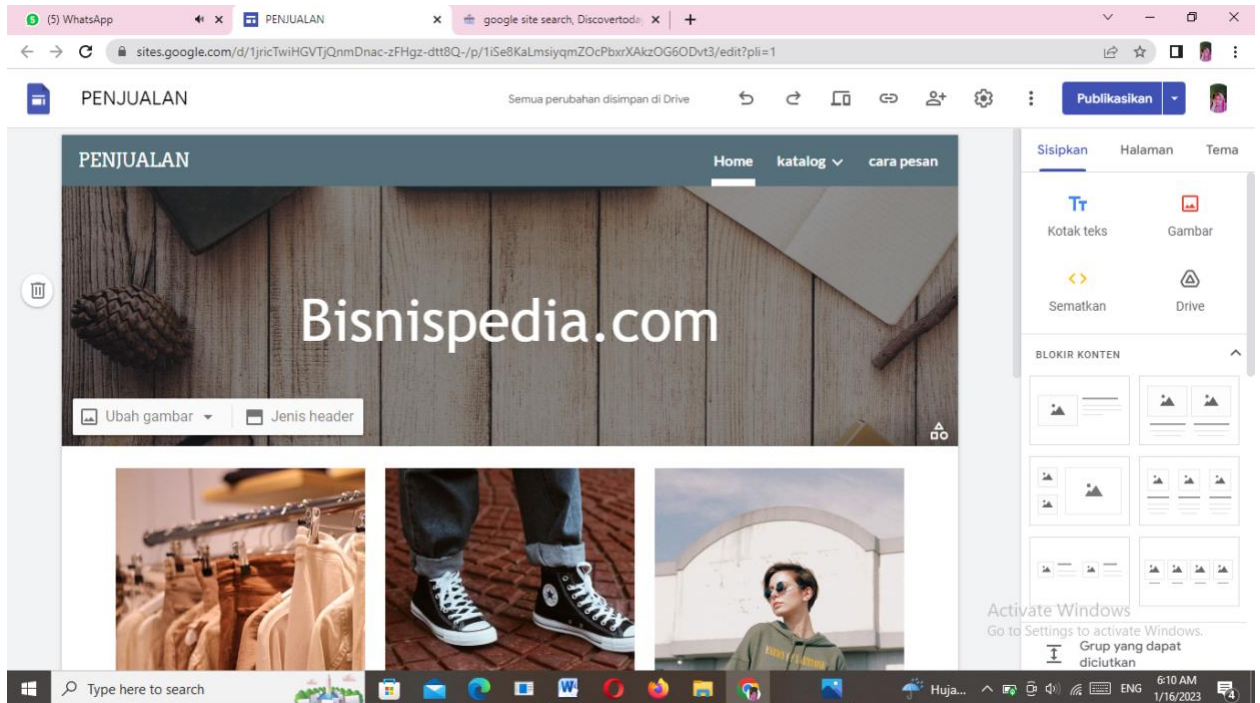 (5) WhatsApp
PENJUALAN
google site search, Discovertoda
sites.google.com/d/1jricTwiHGVTjQnmDnac-zFHgz-dtt8Q-/p/1iSe8KaLmsiyqmZOcPbxrXAkzOG6ODvt3/edit?pli=1
PENJUALAN
Semua perubahan disimpan di Drive
Publikasikan
PENJUALAN
Home katalog cara pesan
Sisipkan Halaman Tema
Kotak teks Gambar
Sematkan Drive
BLOKIR KONTEN
Bisnispedia.com
Ubah gambar Jenis header
Activate Windows
Go to Settings to activate Windows.
Grup yang dapat
diciutkan
Type here to search
Huja... ENG
6:10 AM
1/16/2023
4